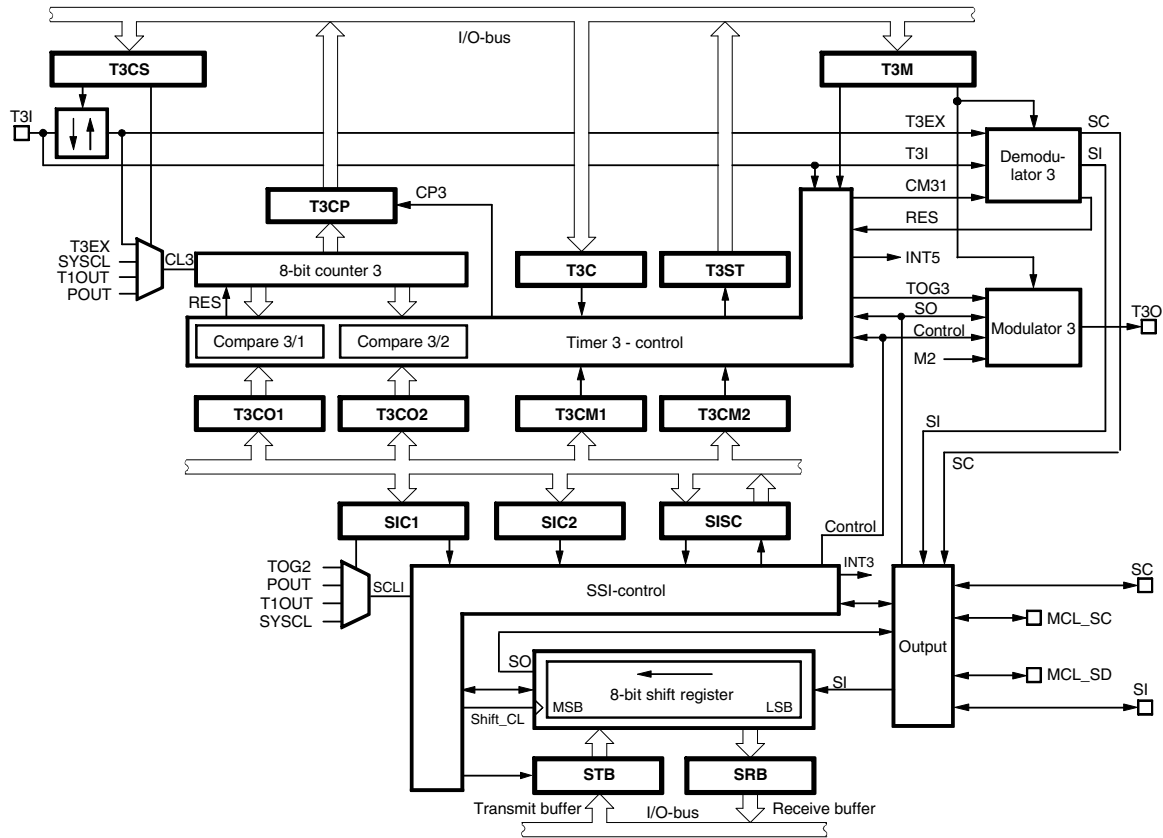 I/O-bus
T3CS
T3M
T3I
T3EX
SC
T3I
SI
Demodu-
lator 3
CM31
CP3
T3CP
RES
T3EX
SYSCL
T1OUT
POUT
CL3
8-bit counter 3
T3C
T3ST
INT5
RES
TOG3
SO
Modulator 3
T3O
Control
M2
Compare 3/1
Compare 3/2
Timer 3 - control
T3CO1
T3CO2
T3CM1
T3CM2
SI
SC
SIC1
SIC2
SISC
Control
TOG2
POUT
T1OUT
SYSCL
SCLI
SSI-control
INT3
SC
MCL_SC
Output
SO
8-bit shift register
SI
MCL_SD
SI
MSB
LSB
Shift_CL
STB
SRB
Transmit buffer
I/O-bus
Receive buffer